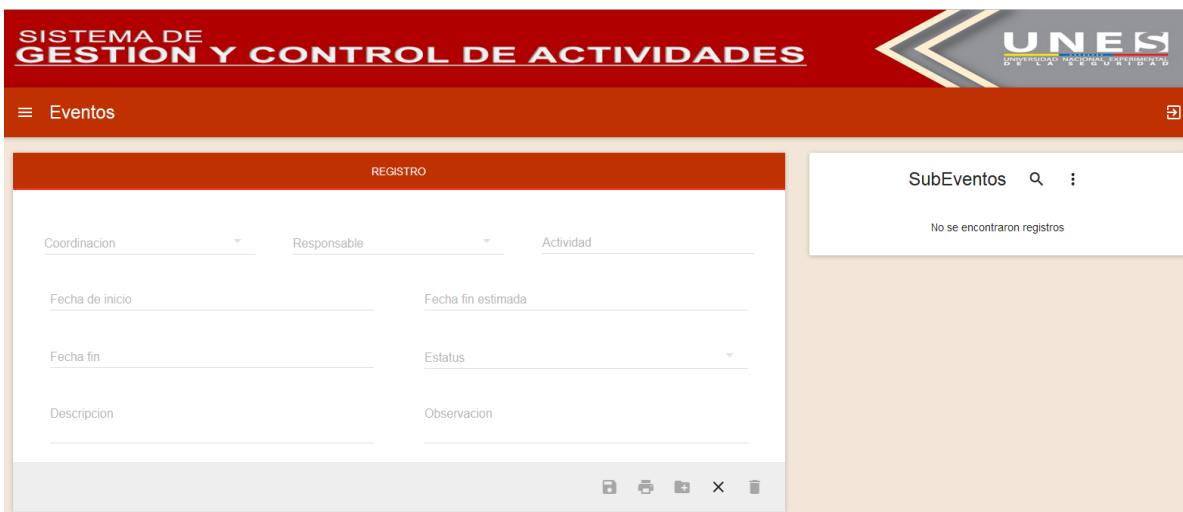 SISTEMA DE
GESTION Y CONTROL DE ACTIVIDADES
UNES
UNIVERSIDAD NACIONAL EXPERIMENTAL
DE LA SEGURIDAD
Eventos
REGISTRO
Coordinacion
Responsable
Actividad
Fecha de inicio
Fecha fin estimada
Fecha fin
Estatus
Descripcion
Observacion
SubEventos
No se encontraron registros